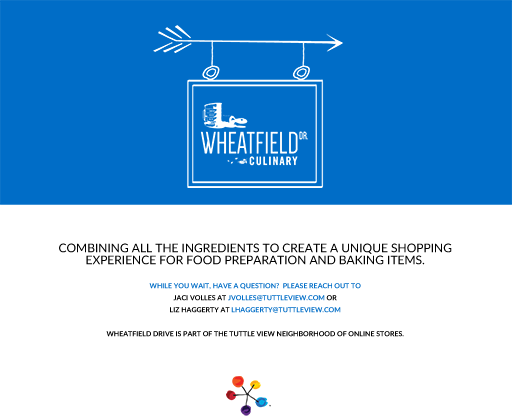 WHEATFIELD DR.
CULINARY
COMBINING ALL THE INGREDIENTS TO CREATE A UNIQUE SHOPPING
EXPERIENCE FOR FOOD PREPARATION AND BAKING ITEMS.
WHILE YOU WAIT, HAVE A QUESTION? PLEASE REACH OUT TO
JACI VOLLES AT JVOLLES@TUTTLEVIEW.COM OR
LIZ HAGGERTY AT LHAGGERTY@TUTTLEVIEW.COM
WHEATFIELD DRIVE IS PART OF THE TUTTLE VIEW NEIGHBORHOOD OF ONLINE STORES.